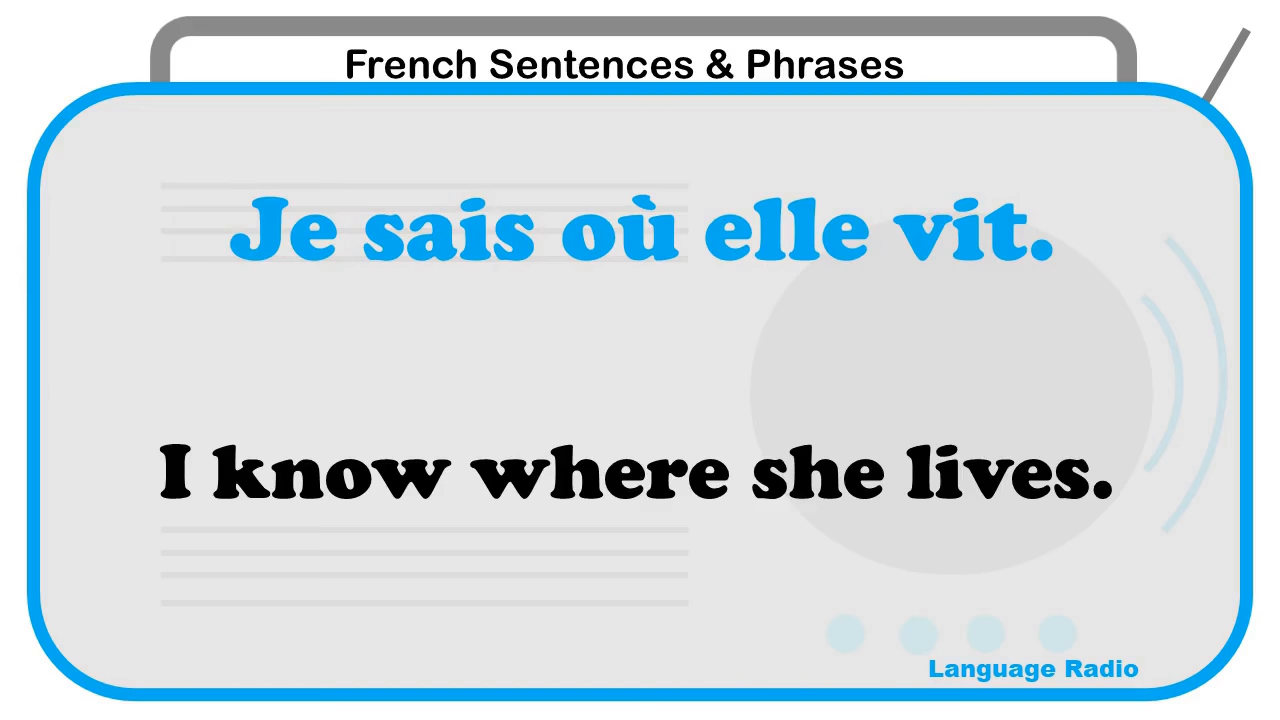 French Sentences & Phrases
Je sais où elle vit.
I know where she lives.
Language Radio